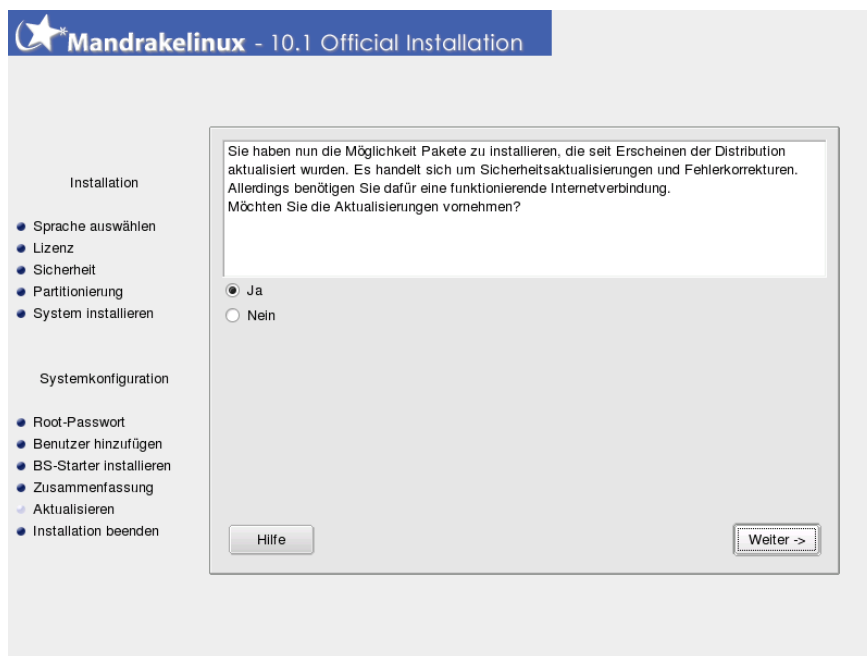 Mandrakelinux - 10.1 Official Installation
Installation
Sprache auswählen
Lizenz
Sicherheit
Partitionierung
System installieren
Systemkonfiguration
Root-Passwort
Benutzer hinzufügen
BS-Starter installieren
Zusammenfassung
Aktualisieren
Installation beenden
Sie haben nun die Möglichkeit Pakete zu installieren, die seit Erscheinen der Distribution
aktualisiert wurden. Es handelt sich um Sicherheitsaktualisierungen und Fehlerkorrekturen.
Allerdings benötigen Sie dafür eine funktionierende Internetverbindung.
Möchten Sie die Aktualisierungen vornehmen?
Ja
Nein
Hilfe
Weiter ->